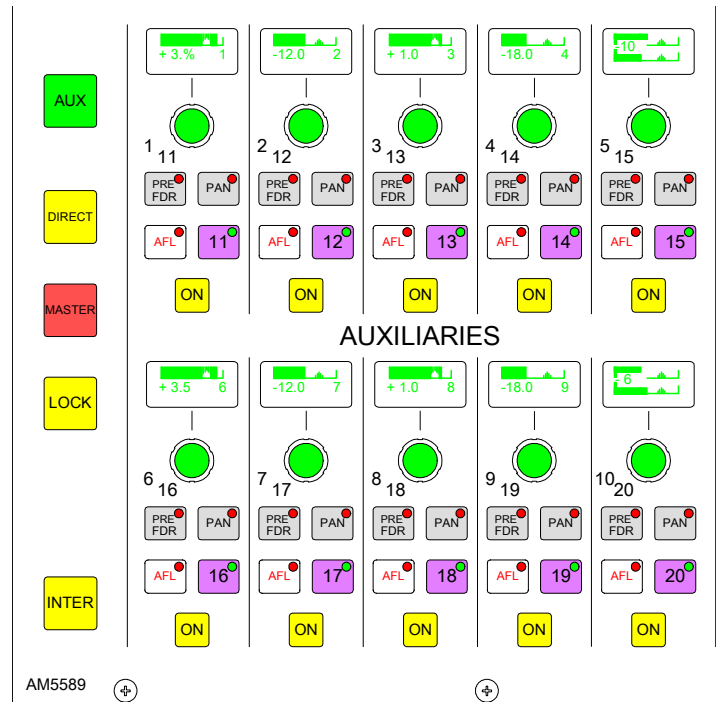 + 3.% 1
-12.0 2
+ 1.0 3
-18.0 4
-10
AUX
1 11
2 12
3 13
4 14
5 15
PRE FDR PAN
PRE FDR PAN
PRE FDR PAN
PRE FDR PAN
PRE FDR PAN
DIRECT
AFL 11
AFL 12
AFL 13
AFL 14
AFL 15
ON
ON
ON
ON
ON
MASTER
AUXILIARIES
+ 3.5 6
-12.0 7
+ 1.0 8
-18.0 9
- 6
LOCK
6 16
7 17
8 18
9 19
10 20
PRE FDR PAN
PRE FDR PAN
PRE FDR PAN
PRE FDR PAN
PRE FDR PAN
AFL 16
AFL 17
AFL 18
AFL 19
AFL 20
INTER
ON
ON
ON
ON
ON
AM5589